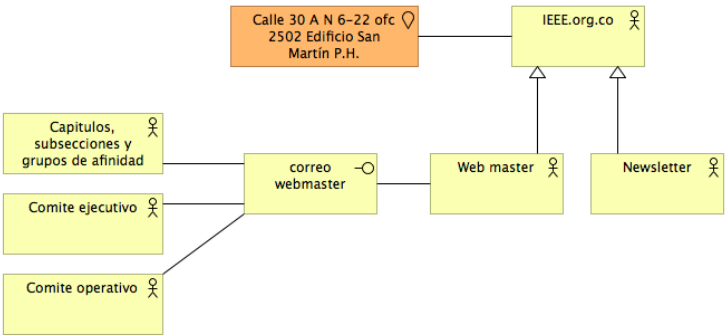 Calle 30 A N 6-22 ofc
2502 Edificio San
Martín P.H.
IEEE.org.co
Capitulos,
subsecciones y
grupos de afinidad
correo
webmaster
Web master
Newsletter
Comite ejecutivo
Comite operativo